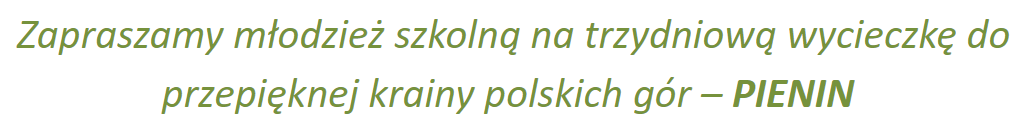 Zapraszamy młodzież szkolną na trzydniową wycieczkę do
przepięknej krainy polskich gór – PIENIN